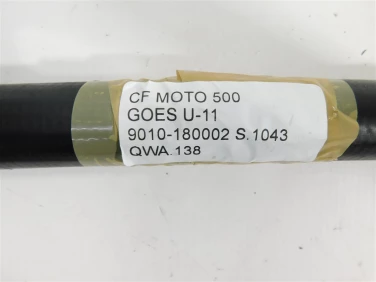 CF MOTO 500
GOES U-11
9010-180002 S.1043
QWA.138